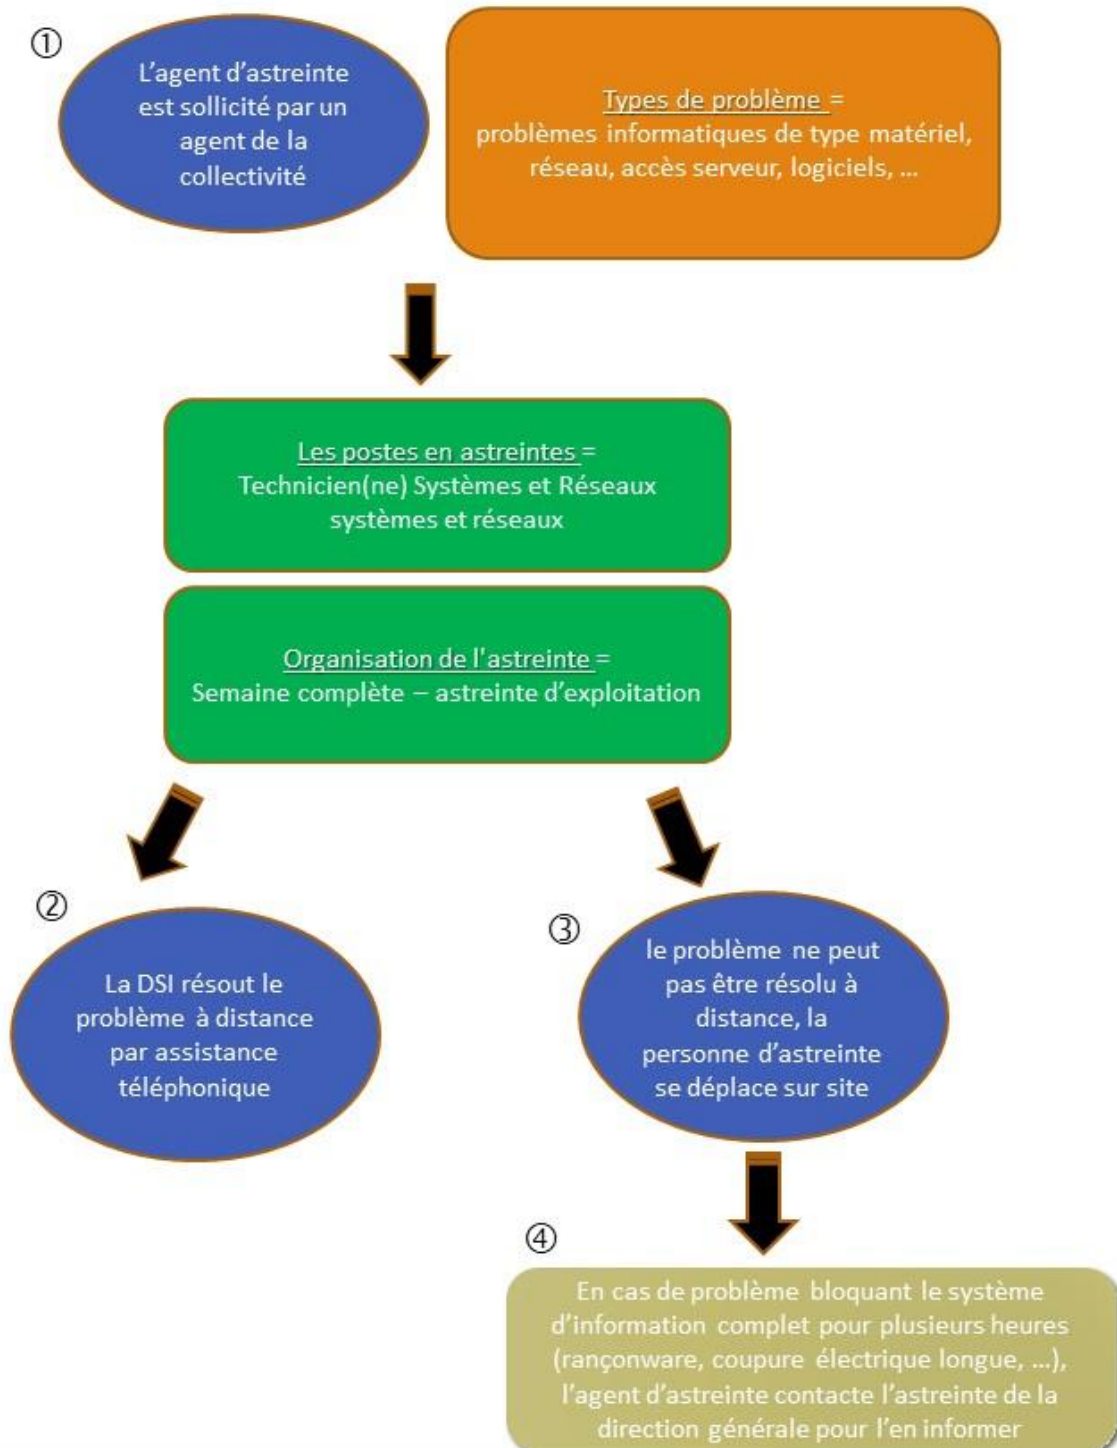 ①
L'agent d'astreinte
est sollicité par un
agent de la
collectivité
Types de problème =
problèmes informatiques de type matériel,
réseau, accès serveur, logiciels, ...
Les postes en astreintes =
Technicien(ne) Systèmes et Réseaux
systèmes et réseaux
Organisation de l'astreinte =
Semaine complète – astreinte d'exploitation
②
La DSI résout le
problème à distance
par assistance
téléphonique
③
le problème ne peut
pas être résolu à
distance, la
personne d'astreinte
se déplace sur site
④
En cas de problème bloquant le système
d'information complet pour plusieurs heures
(rançonware, coupure électrique longue, ...),
l'agent d'astreinte contacte l'astreinte de la
direction générale pour l'en informer